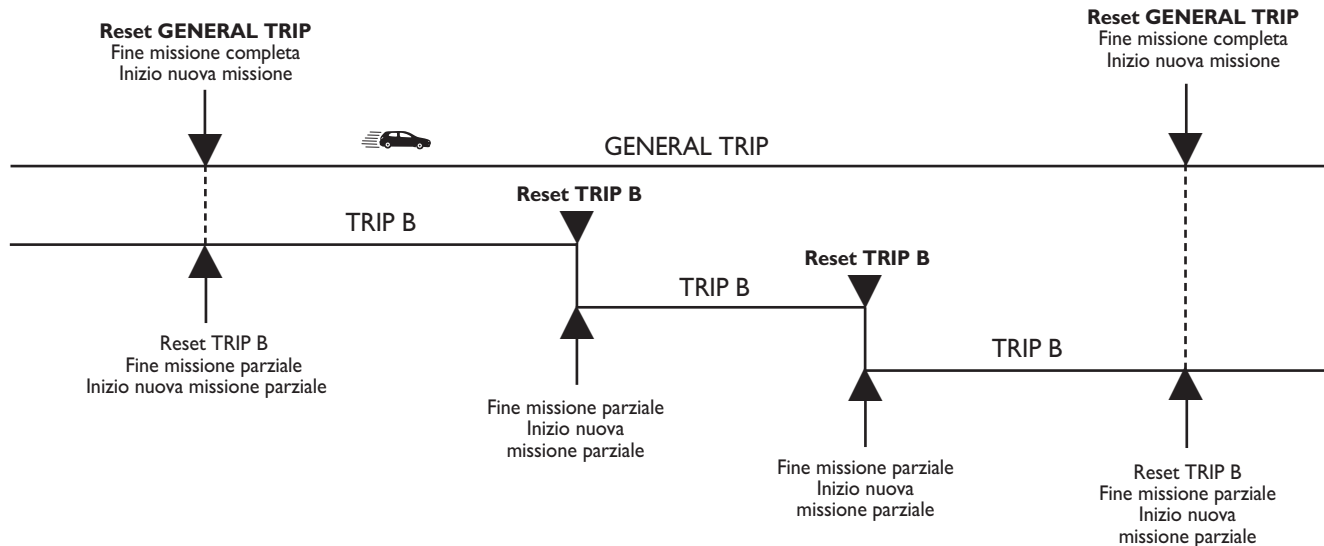 Reset GENERAL TRIP
Fine missione completa
Inizio nuova missione
Reset GENERAL TRIP
Fine missione completa
Inizio nuova missione
GENERAL TRIP
Reset TRIP B
TRIP B
Reset TRIP B
TRIP B
TRIP B
Reset TRIP B
Fine missione parziale
Inizio nuova missione parziale
Fine missione parziale
Inizio nuova
missione parziale
Fine missione parziale
Inizio nuova
missione parziale
Reset TRIP B
Fine missione parziale
Inizio nuova
missione parziale